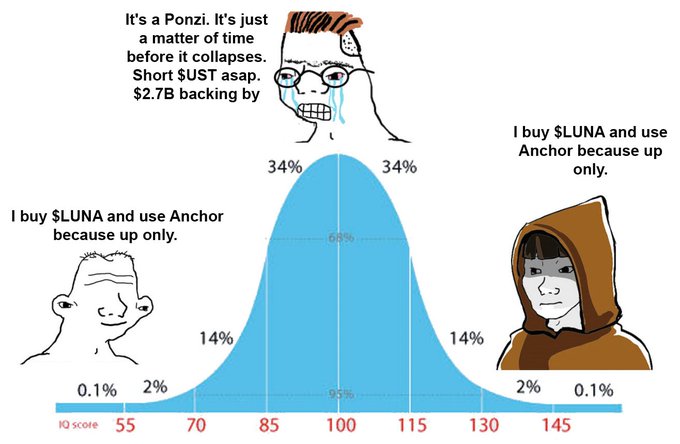 It's a Ponzi. It's just
a matter of time
before it collapses.
Short $UST asap.
$2.7B backing by
I buy $LUNA and use
Anchor because up
only.
I buy $LUNA and use Anchor
because up only.
34%
34%
68%
14%
14%
95%
0.1%
2%
2%
0.1%
IQ score
55
70
85
100
115
130
145